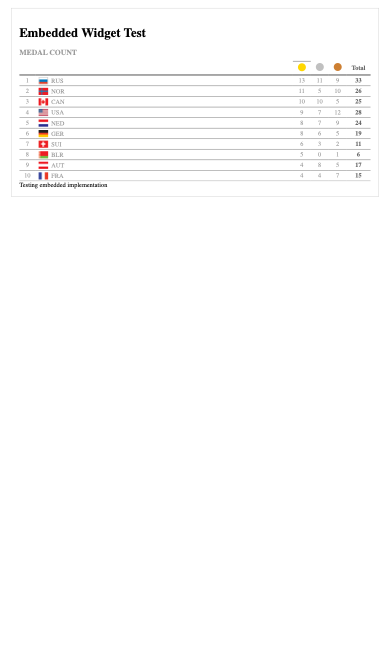 Embedded Widget Test
MEDAL COUNT
Total
1 RUS 13 11 9 33
2 NOR 11 5 10 26
3 CAN 10 10 5 25
4 USA 9 7 12 28
5 NED 8 7 9 24
6 GER 8 6 5 19
7 SUI 6 3 2 11
8 BLR 5 0 1 6
9 AUT 4 8 5 17
10 FRA 4 4 7 15
Testing embedded implementation